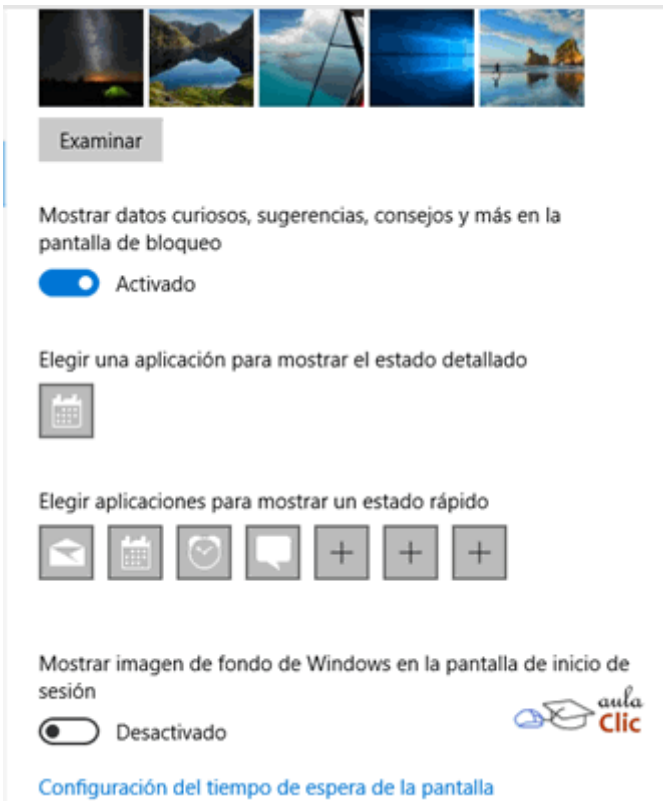 Examinar
Mostrar datos curiosos, sugerencias, consejos y más en la
pantalla de bloqueo
Activado
Elegir una aplicación para mostrar el estado detallado
Elegir aplicaciones para mostrar un estado rápido
Mostrar imagen de fondo de Windows en la pantalla de inicio de
sesión
aula
Clic
Desactivado
Configuración del tiempo de espera de la pantalla